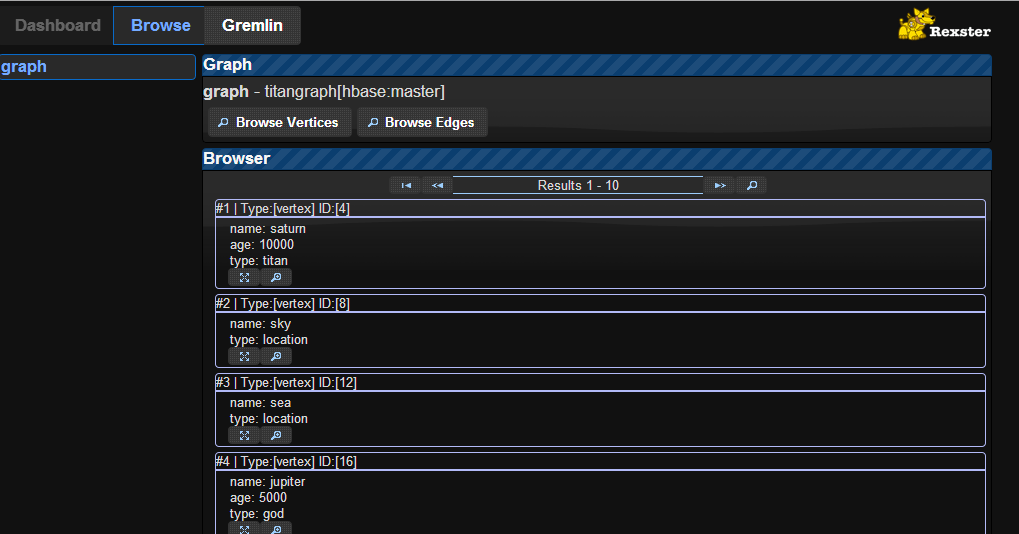 Dashboard Browse Gremlin
Rexster
graph
Graph
graph - titangraph[hbase:master]
Browse Vertices Browse Edges
Browser
Results 1 - 10
#1 | Type:[vertex] ID:[4]
name: saturn
age: 10000
type: titan
#2 | Type:[vertex] ID:[8]
name: sky
type: location
#3 | Type:[vertex] ID:[12]
name: sea
type: location
#4 | Type:[vertex] ID:[16]
name: jupiter
age: 5000
type: god